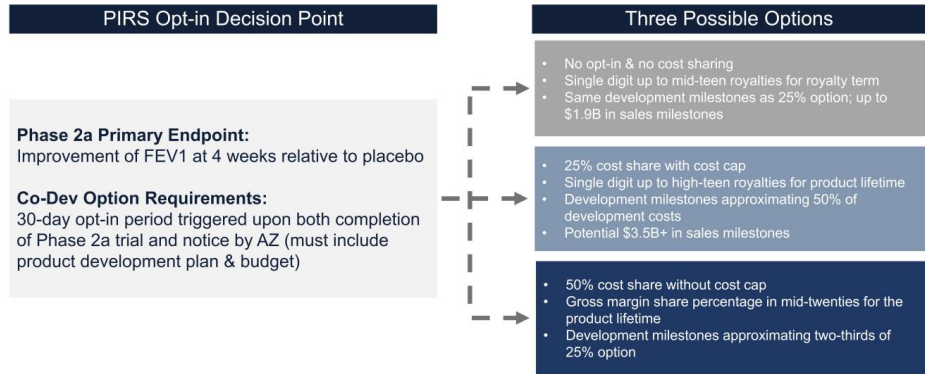 PIRS Opt-in Decision Point
Phase 2a Primary Endpoint:
Improvement of FEV1 at 4 weeks relative to placebo
Co-Dev Option Requirements:
30-day opt-in period triggered upon both completion
of Phase 2a trial and notice by AZ (must include
product development plan & budget)
Three Possible Options
• No opt-in & no cost sharing
• Single digit up to mid-teen royalties for royalty term
• Same development milestones as 25% option; up to
$1.9B in sales milestones
• 25% cost share with cost cap
• Single digit up to high-teen royalties for product lifetime
• Development milestones approximating 50% of
development costs
• Potential $3.5B+ in sales milestones
• 50% cost share without cost cap
• Gross margin share percentage in mid-twenties for the
product lifetime
• Development milestones approximating two-thirds of
25% option